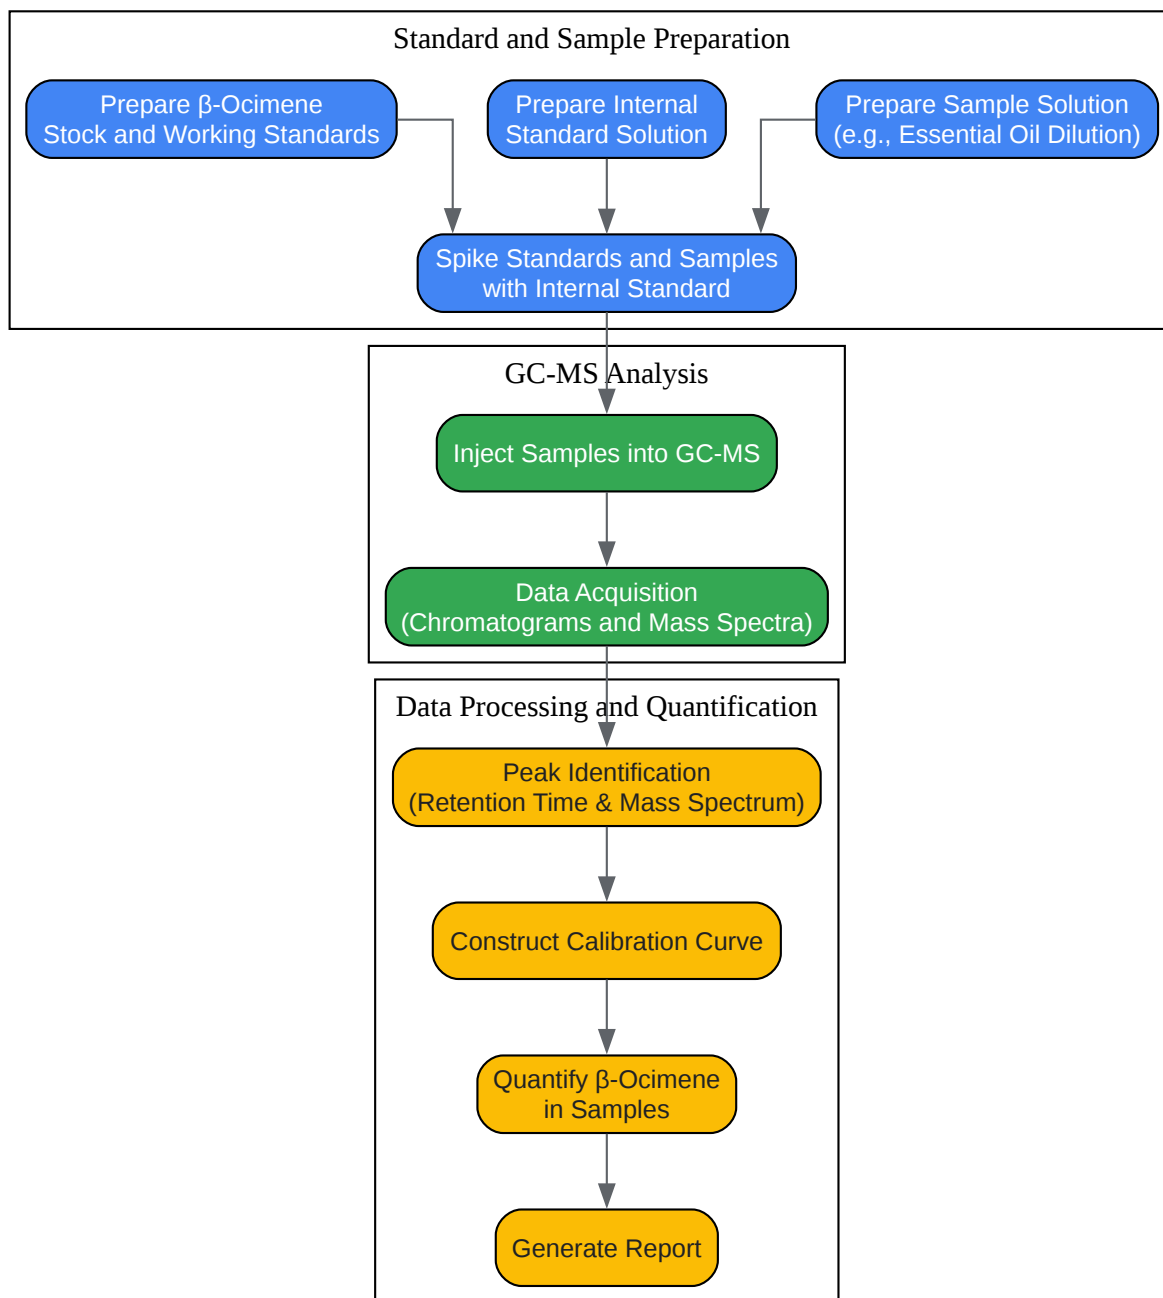 Standard and Sample Preparation
Prepare β-Ocimene
Stock and Working Standards
Prepare Internal
Standard Solution
Prepare Sample Solution
(e.g., Essential Oil Dilution)
Spike Standards and Samples
with Internal Standard
GC-MS Analysis
Inject Samples into GC-MS
Data Acquisition
(Chromatograms and Mass Spectra)
Data Processing and Quantification
Peak Identification
(Retention Time & Mass Spectrum)
Construct Calibration Curve
Quantify β-Ocimene
in Samples
Generate Report